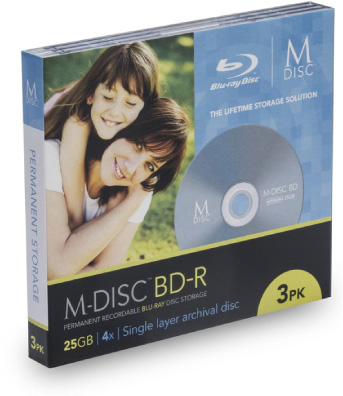 M
DISC
PERMANENT STORAGE
3PK
Blu-ray Disc
M
DISC
THE LIFETIME STORAGE SOLUTION
M
DISC
M-DISC BD
M-DISC™ BD-R
PERMANENT RECORDABLE BLU-RAY DISC STORAGE
25GB | 4x | Single layer archival disc
3PK